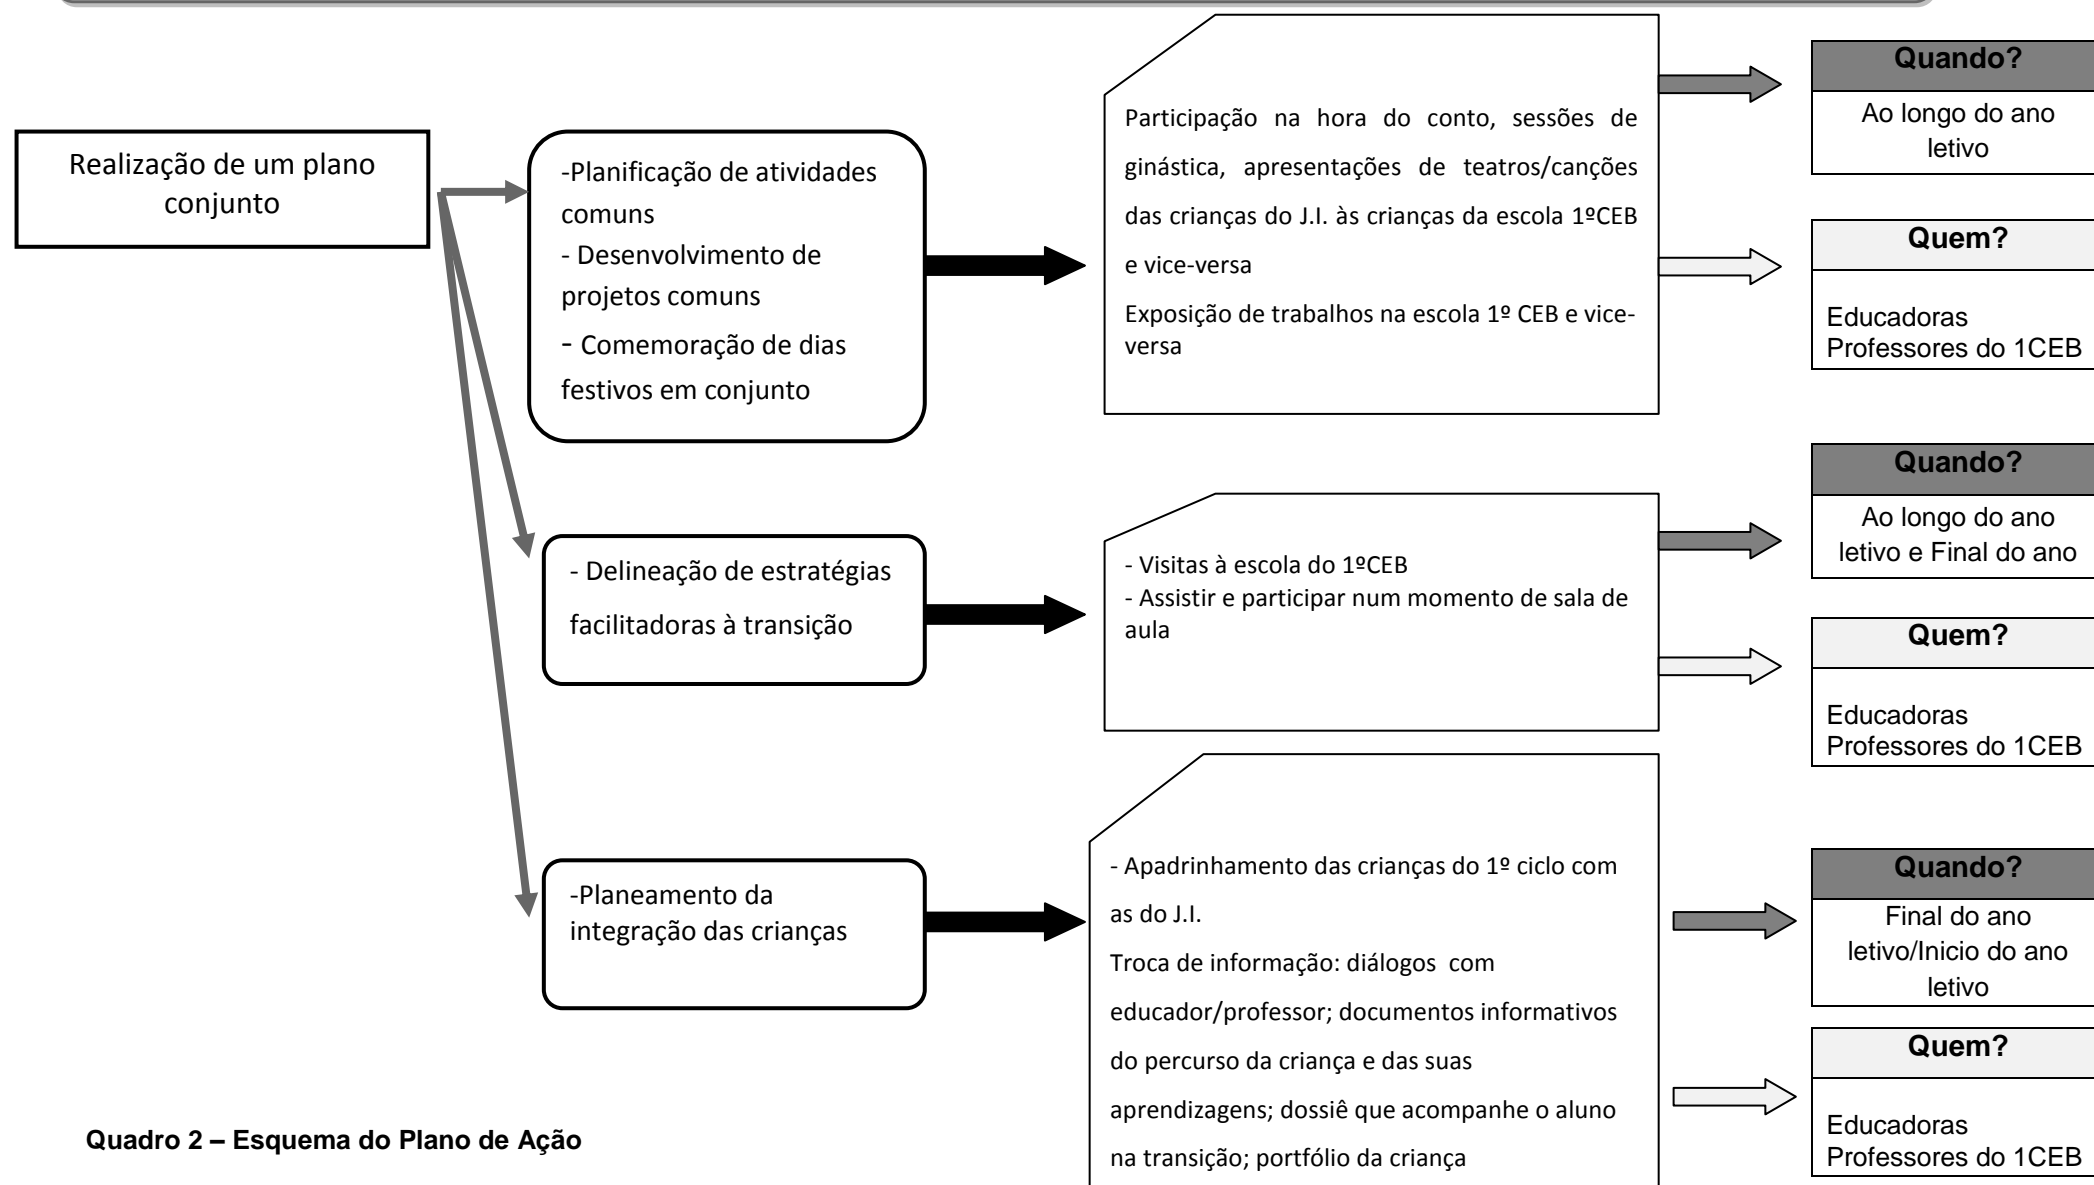 Realização de um plano
conjunto
-Planificação de atividades
comuns
- Desenvolvimento de
projetos comuns
- Comemoração de dias
festivos em conjunto
Participação na hora do conto, sessões de
ginástica, apresentações de teatros/canções
das crianças do J.I. às crianças da escola 1ºCEB
e vice-versa
Exposição de trabalhos na escola 1º CEB e vice-
versa
Quando?
Ao longo do ano
letivo
Quem?
Educadoras
Professores do 1CEB
- Delineação de estratégias
facilitadoras à transição
- Visitas à escola do 1ºCEB
- Assistir e participar num momento de sala de
aula
Quando?
Ao longo do ano
letivo e Final do ano
Quem?
Educadoras
Professores do 1CEB
-Planeamento da
integração das crianças
- Apadrinhamento das crianças do 1º ciclo com
as do J.I.
Troca de informação: diálogos com
educador/professor; documentos informativos
do percurso da criança e das suas
aprendizagens; dossiê que acompanhe o aluno
na transição; portfólio da criança
Quando?
Final do ano
letivo/Inicio do ano
letivo
Quem?
Educadoras
Professores do 1CEB
Quadro 2 – Esquema do Plano de Ação